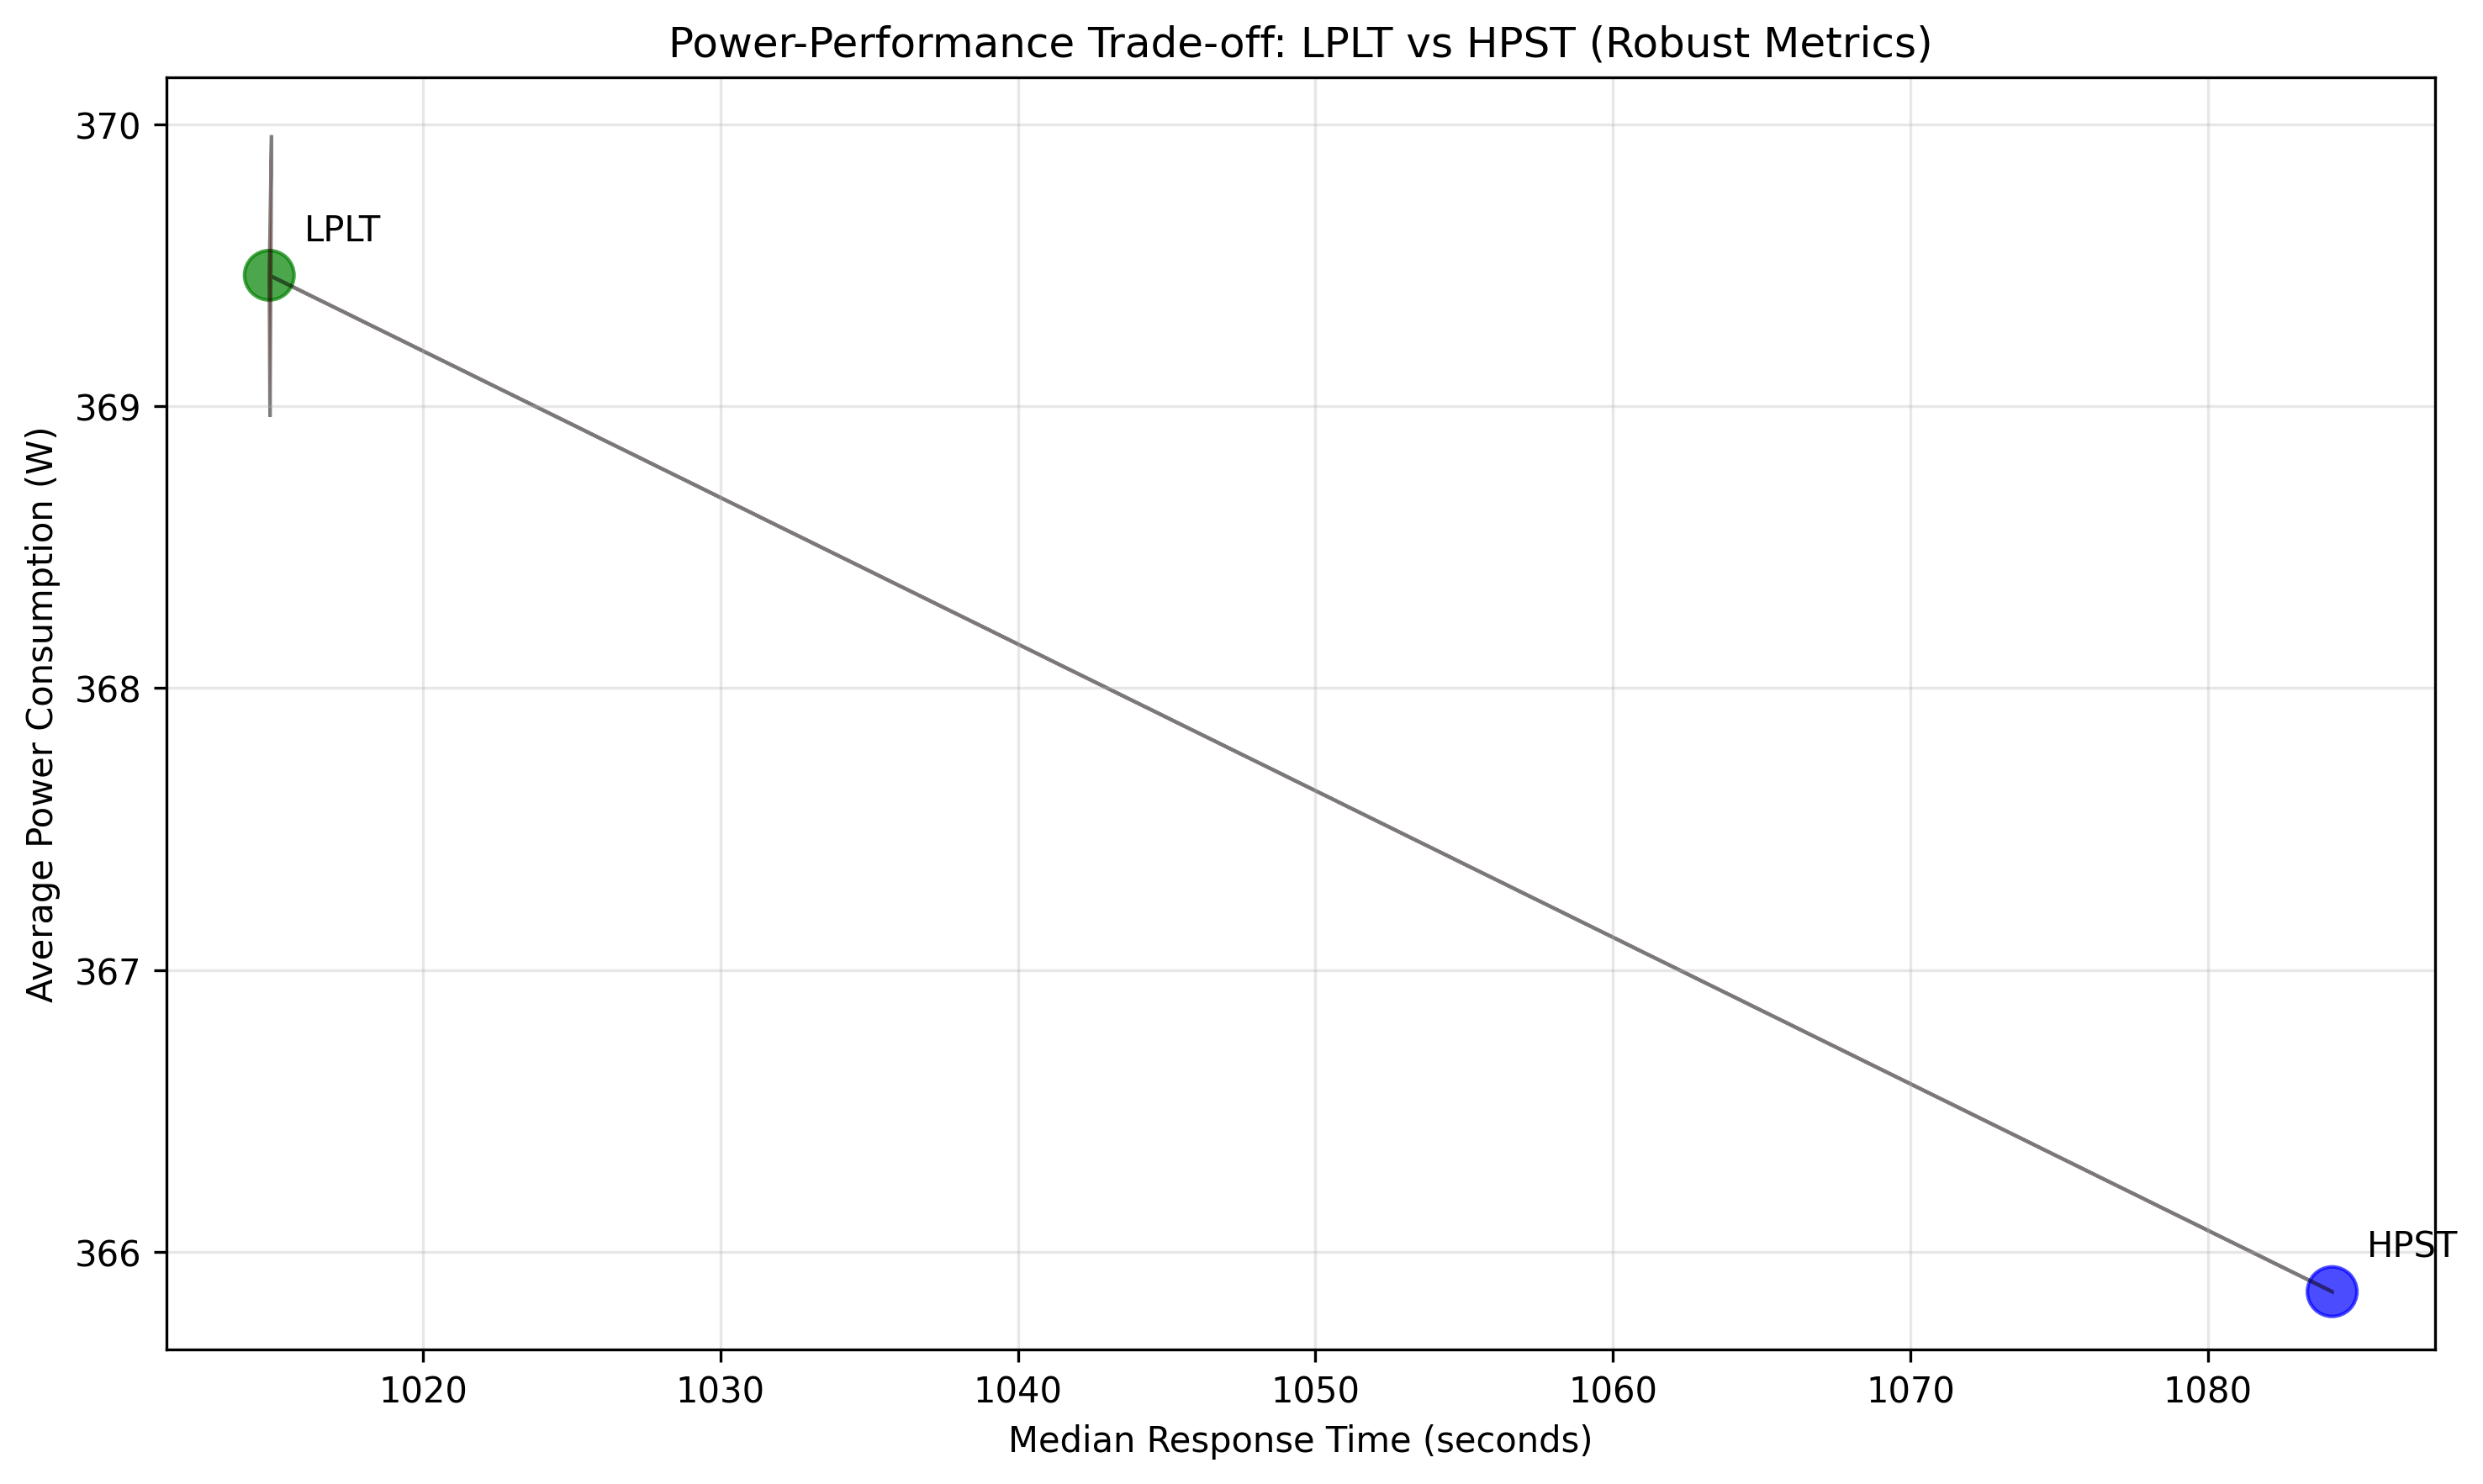 Power-Performance Trade-off: LPLT vs HPST (Robust Metrics)
Average Power Consumption (W)
370
369
368
367
366
LPLT
HPST
1020 1030 1040 1050 1060 1070 1080
Median Response Time (seconds)